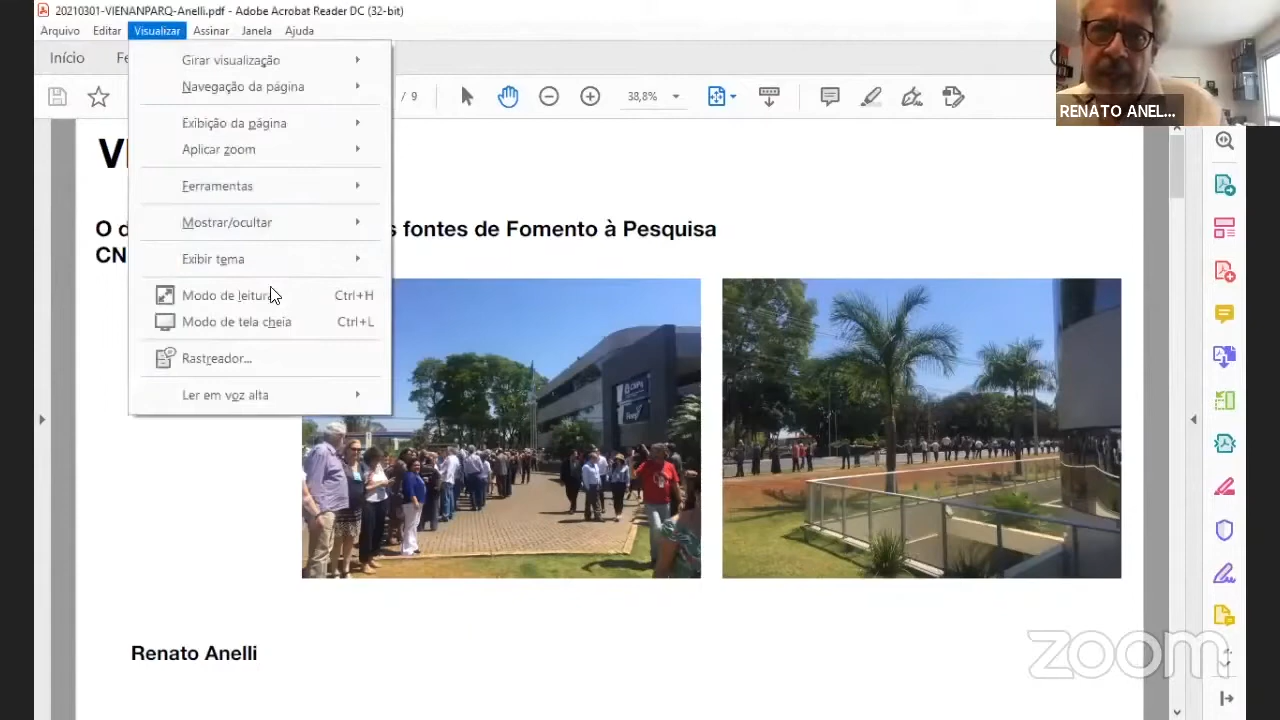 20210301-VIENANPARQ-Anelli.pdf - Adobe Acrobat Reader DC (32-bit)
Arquivo Editar Visualizar Assinar Janela Ajuda
Início Fe
Girar visualização
Navegação da página
/ 9 38,8%
RENATO ANEL...
Exibição da página
Aplicar zoom
Ferramentas
Mostrar/ocultar
Exibir tema
Modo de leitura Ctrl+H
Modo de tela cheia Ctrl+L
Rastreador...
Ler em voz alta
O d s fontes de Fomento à Pesquisa
CN
CNPq
Renato Anelli
zoom